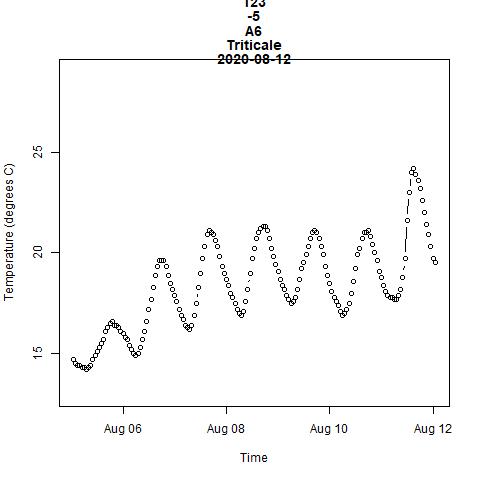 123
-5
A6
Triticale
2020-08-12
25
20
15
Temperature (degrees C)
Aug 06
Aug 08
Aug 10
Aug 12
Time